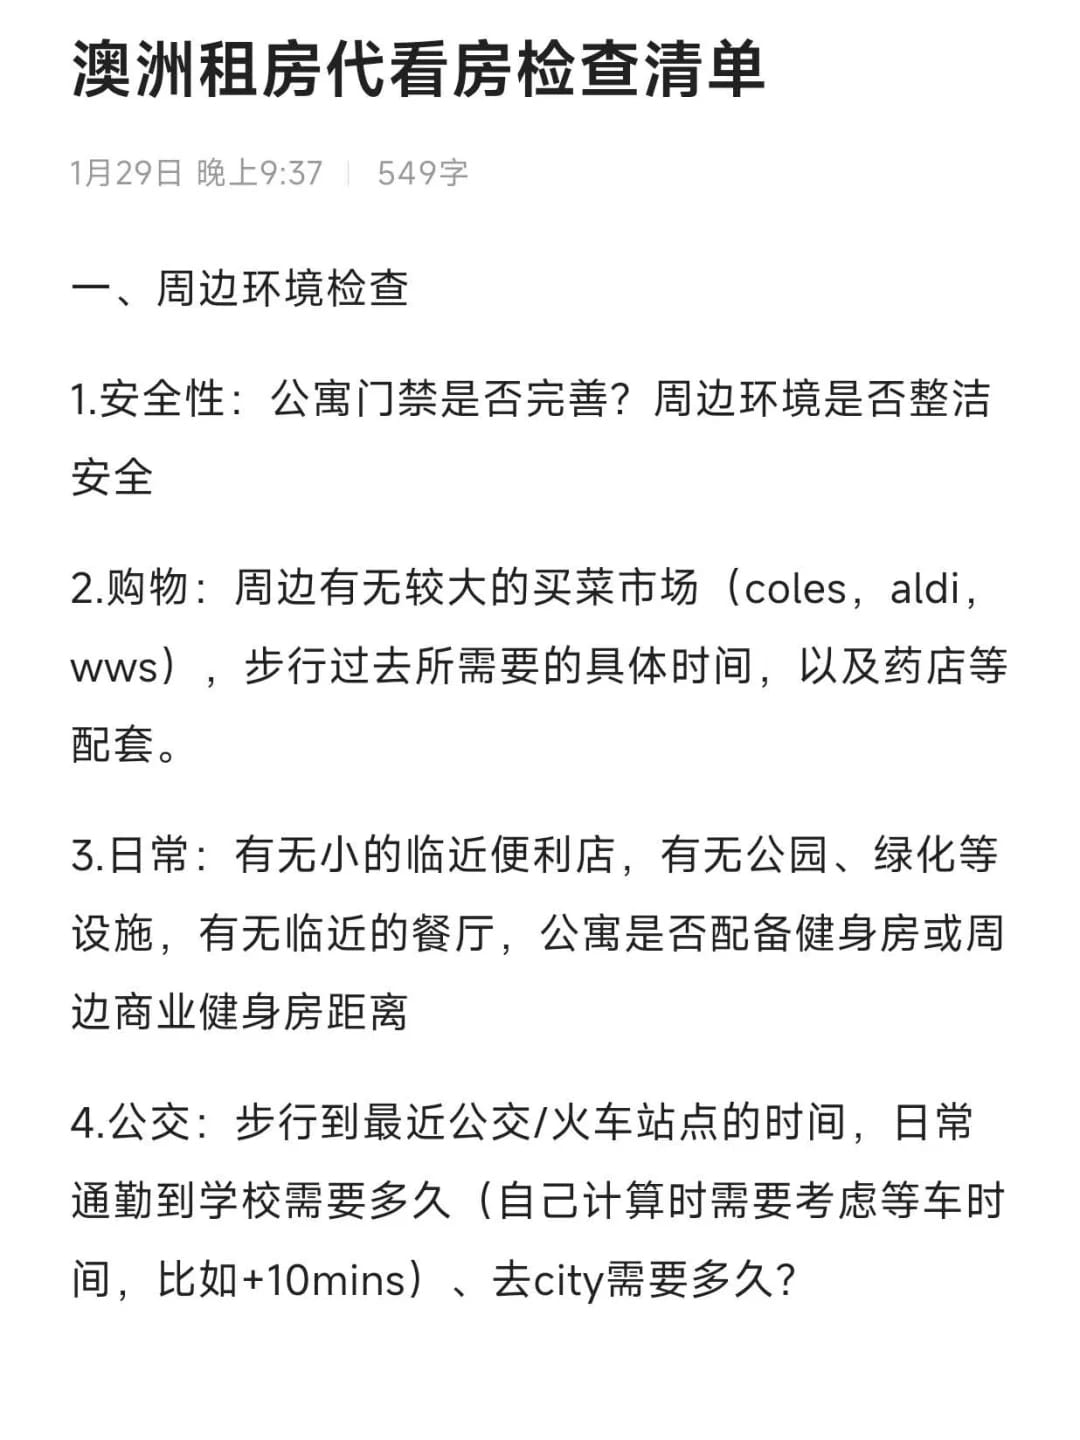 澳洲租房代看房检查清单
1月29日 晚上9:37 | 549字
一、周边环境检查
1.安全性：公寓门禁是否完善？周边环境是否整洁
安全
2.购物：周边有无较大的买菜市场（coles，aldi，
wws），步行过去所需要的具体时间，以及药店等
配套。
3.日常：有无小的临近便利店，有无公园、绿化等
设施，有无临近的餐厅，公寓是否配备健身房或周
边商业健身房距离
4.公交：步行到最近公交/火车站点的时间，日常
通勤到学校需要多久（自己计算时需要考虑等车时
间，比如+10mins）、去city需要多久？